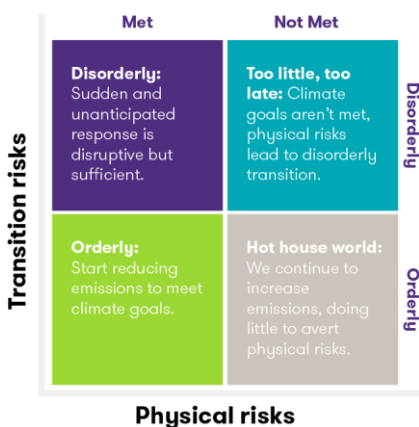 Met
Not Met
Disorderly:
Sudden and
unanticipated
response is
disruptive but
sufficient.
Too little, too
late: Climate
goals aren't met,
physical risks
lead to disorderly
transition.
Disorderly
Transition risks
Orderly:
Start reducing
emissions to meet
climate goals.
Hot house world:
We continue to
increase
emissions, doing
little to avert
physical risks.
Orderly
Physical risks